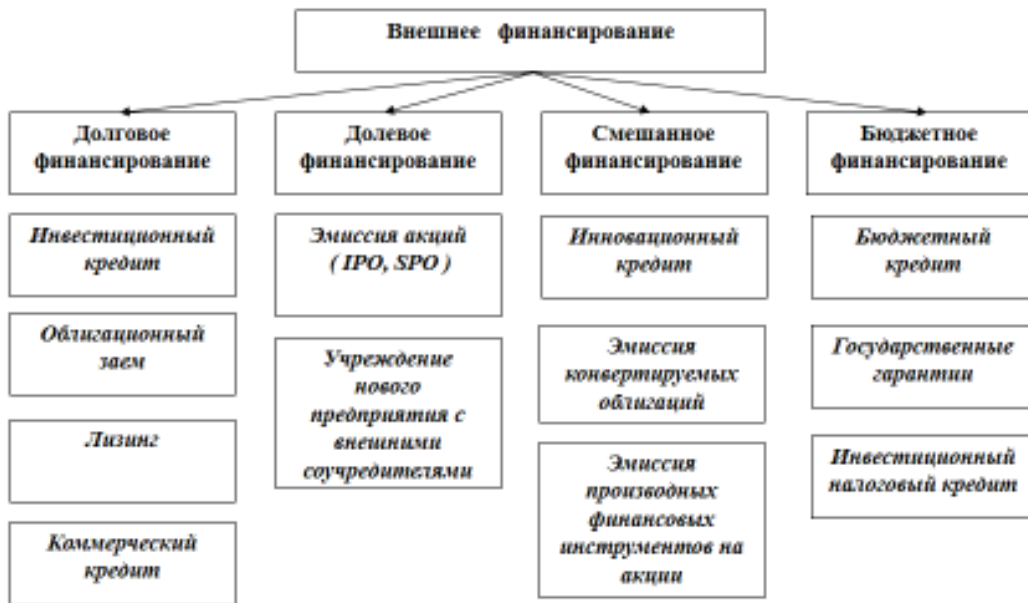 Внешнее финансирование
Долговое
финансирование
Долевое
финансирование
Смешанное
финансирование
Бюджетное
финансирование
Инвестиционный
кредит
Облигационный
заем
Лизинг
Коммерческий
кредит
Эмиссия акций
( IPO, SPO )
Учреждение
нового
предприятия с
внешними
соучредителями
Инновационный
кредит
Эмиссия
конвертируемых
облигаций
Эмиссия
производных
финансовых
инструментов на
акции
Бюджетный
кредит
Государственные
гарантии
Инвестиционный
налоговый кредит